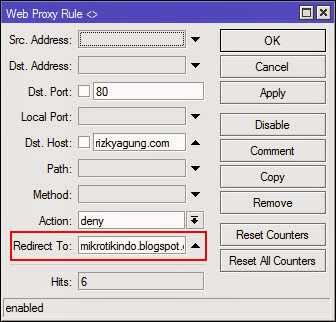 Web Proxy Rule <>
Src. Address:
OK
Dst. Address:
Cancel
Dst. Port: 80
Apply
Local Port:
Disable
Dst. Host: rizkyagung.com
Comment
Path:
Copy
Method:
Remove
Action: deny
Redirect To: mikrotikindo.blogspot.
Reset Counters
Reset All Counters
Hits: 6
enabled